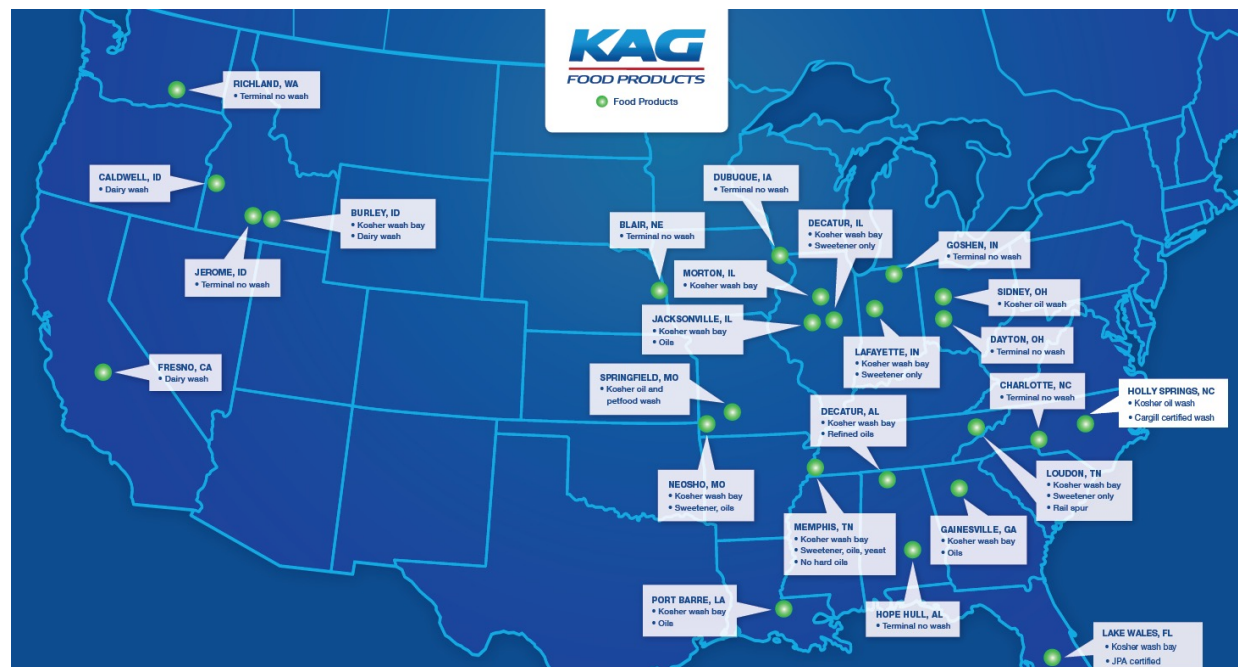 KAG
FOOD PRODUCTS
Food Products
RICHLAND, WA
• Terminal no wash
CALDWELL, ID
• Dairy wash
BURLEY, ID
• Kosher wash bay
• Dairy wash
JEROME, ID
• Terminal no wash
FRESNO, CA
• Dairy wash
BLAIR, NE
• Terminal no wash
DUBUQUE, IA
• Terminal no wash
DECATUR, IL
• Kosher wash bay
• Sweetener only
MORTON, IL
• Kosher wash bay
GOSHEN, IN
• Terminal no wash
JACKSONVILLE, IL
• Kosher wash bay
• Oils
SIDNEY, OH
• Kosher oil wash
LAFAYETTE, IN
• Kosher wash bay
• Sweetener only
DAYTON, OH
• Terminal no wash
SPRINGFIELD, MO
• Kosher oil and
petfood wash
CHARLOTTE, NC
• Terminal no wash
HOLLY SPRINGS, NC
• Kosher oil wash
• Cargill certified wash
DECATUR, AL
• Kosher wash bay
• Refined oils
NEOSHO, MO
• Kosher wash bay
• Sweetener, oils
LOUDON, TN
• Kosher wash bay
• Sweetener only
• Rail spur
MEMPHIS, TN
• Kosher wash bay
• Sweetener, oils, yeast
• No hard oils
GAINESVILLE, GA
• Kosher wash bay
• Oils
PORT BARRE, LA
• Kosher wash bay
• Oils
HOPE HULL, AL
• Terminal no wash
LAKE WALES, FL
• Kosher wash bay
• JPA certified